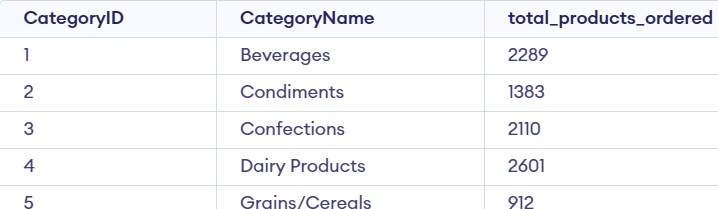 CategoryID CategoryName total_products_ordered
1 Beverages 2289
2 Condiments 1383
3 Confections 2110
4 Dairy Products 2601
5 Grains/Cereals 912